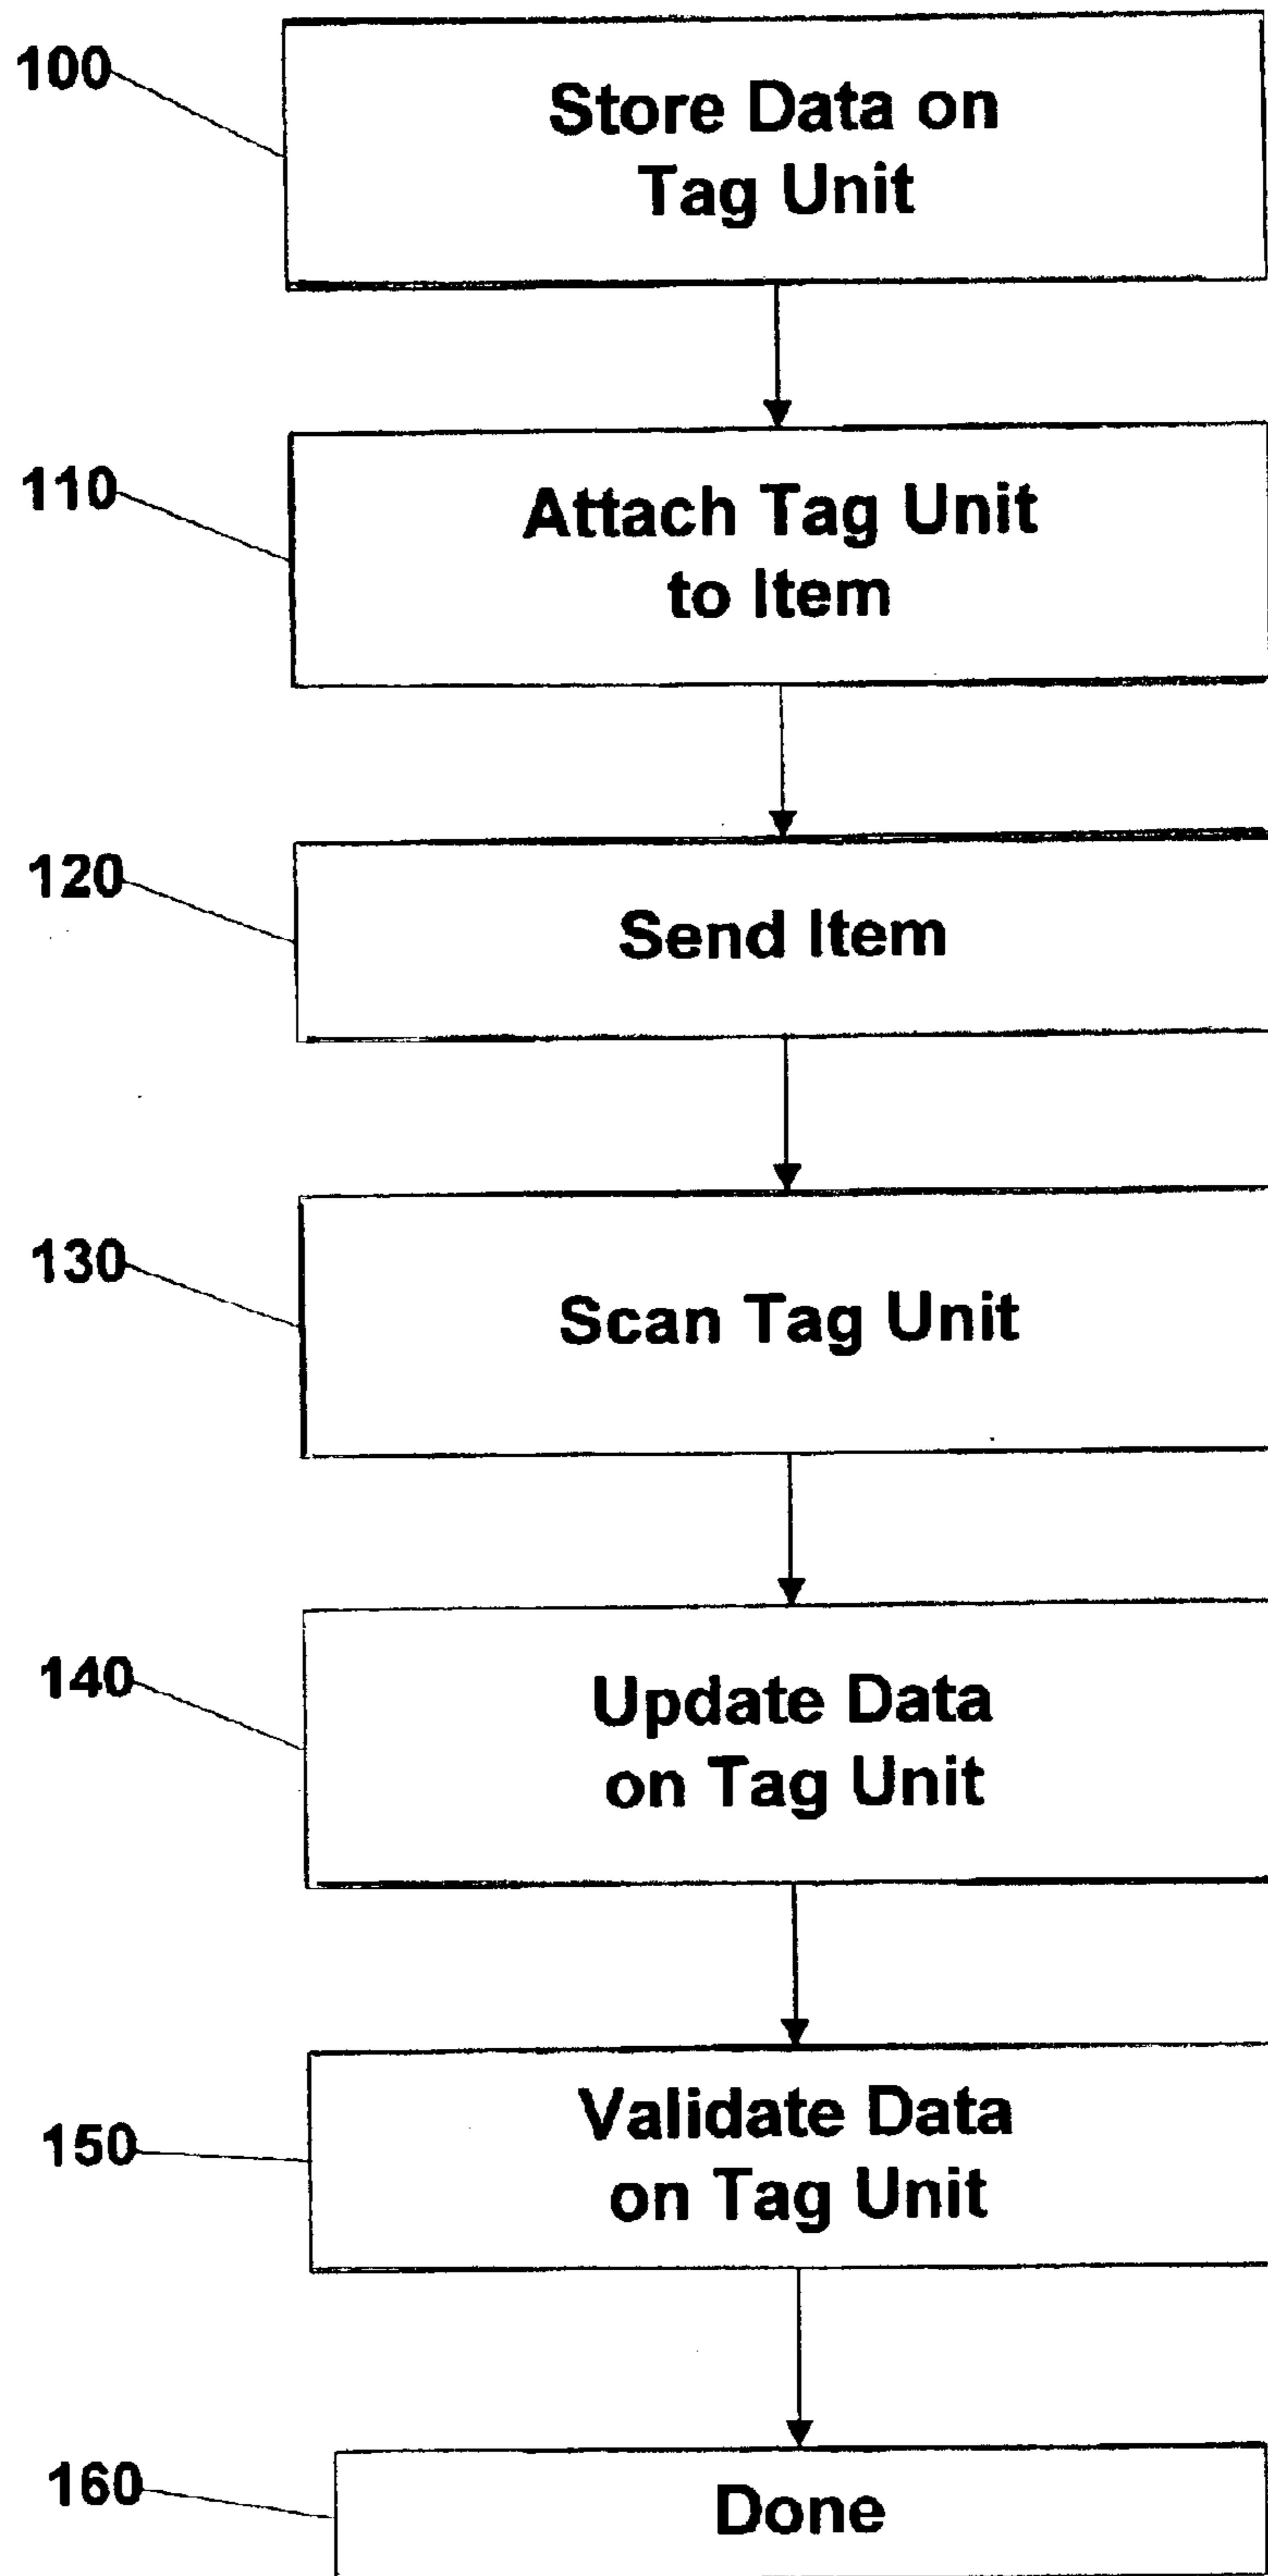 100
Store Data on
Tag Unit
110
Attach Tag Unit
to Item
120
Send Item
130
Scan Tag Unit
140
Update Data
on Tag Unit
150
Validate Data
on Tag Unit
160
Done